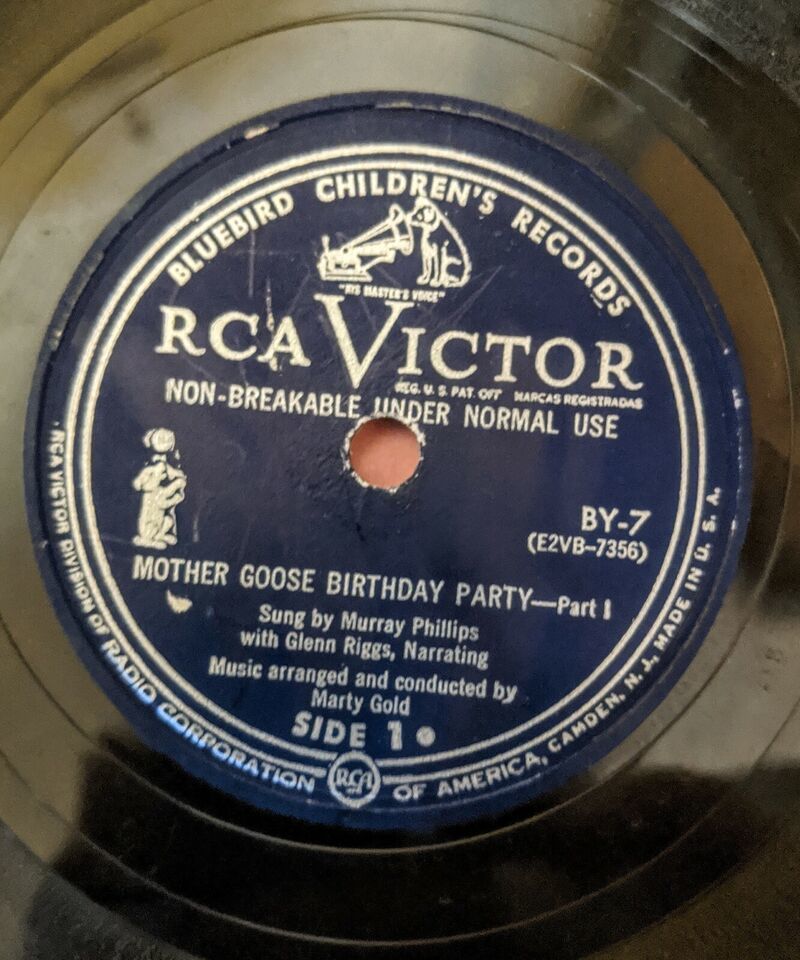 BLUEBIRD CHILDREN'S RECORDS
"HIS MASTER'S VOICE"
RCA VICTOR
REG. U. S. PAT. OFF MARCAS REGISTRADAS
NON-BREAKABLE UNDER NORMAL USE
BY-7
(E2VB-7356)
MOTHER GOOSE BIRTHDAY PARTY—Part 1
Sung by Murray Phillips
with Glenn Riggs, Narrating
Music arranged and conducted by
Marty Gold
SIDE 1
RCA
RCA VICTOR DIVISION OF RADIO CORPORATION OF AMERICA, CAMDEN, N. J., MADE IN U. S. A.